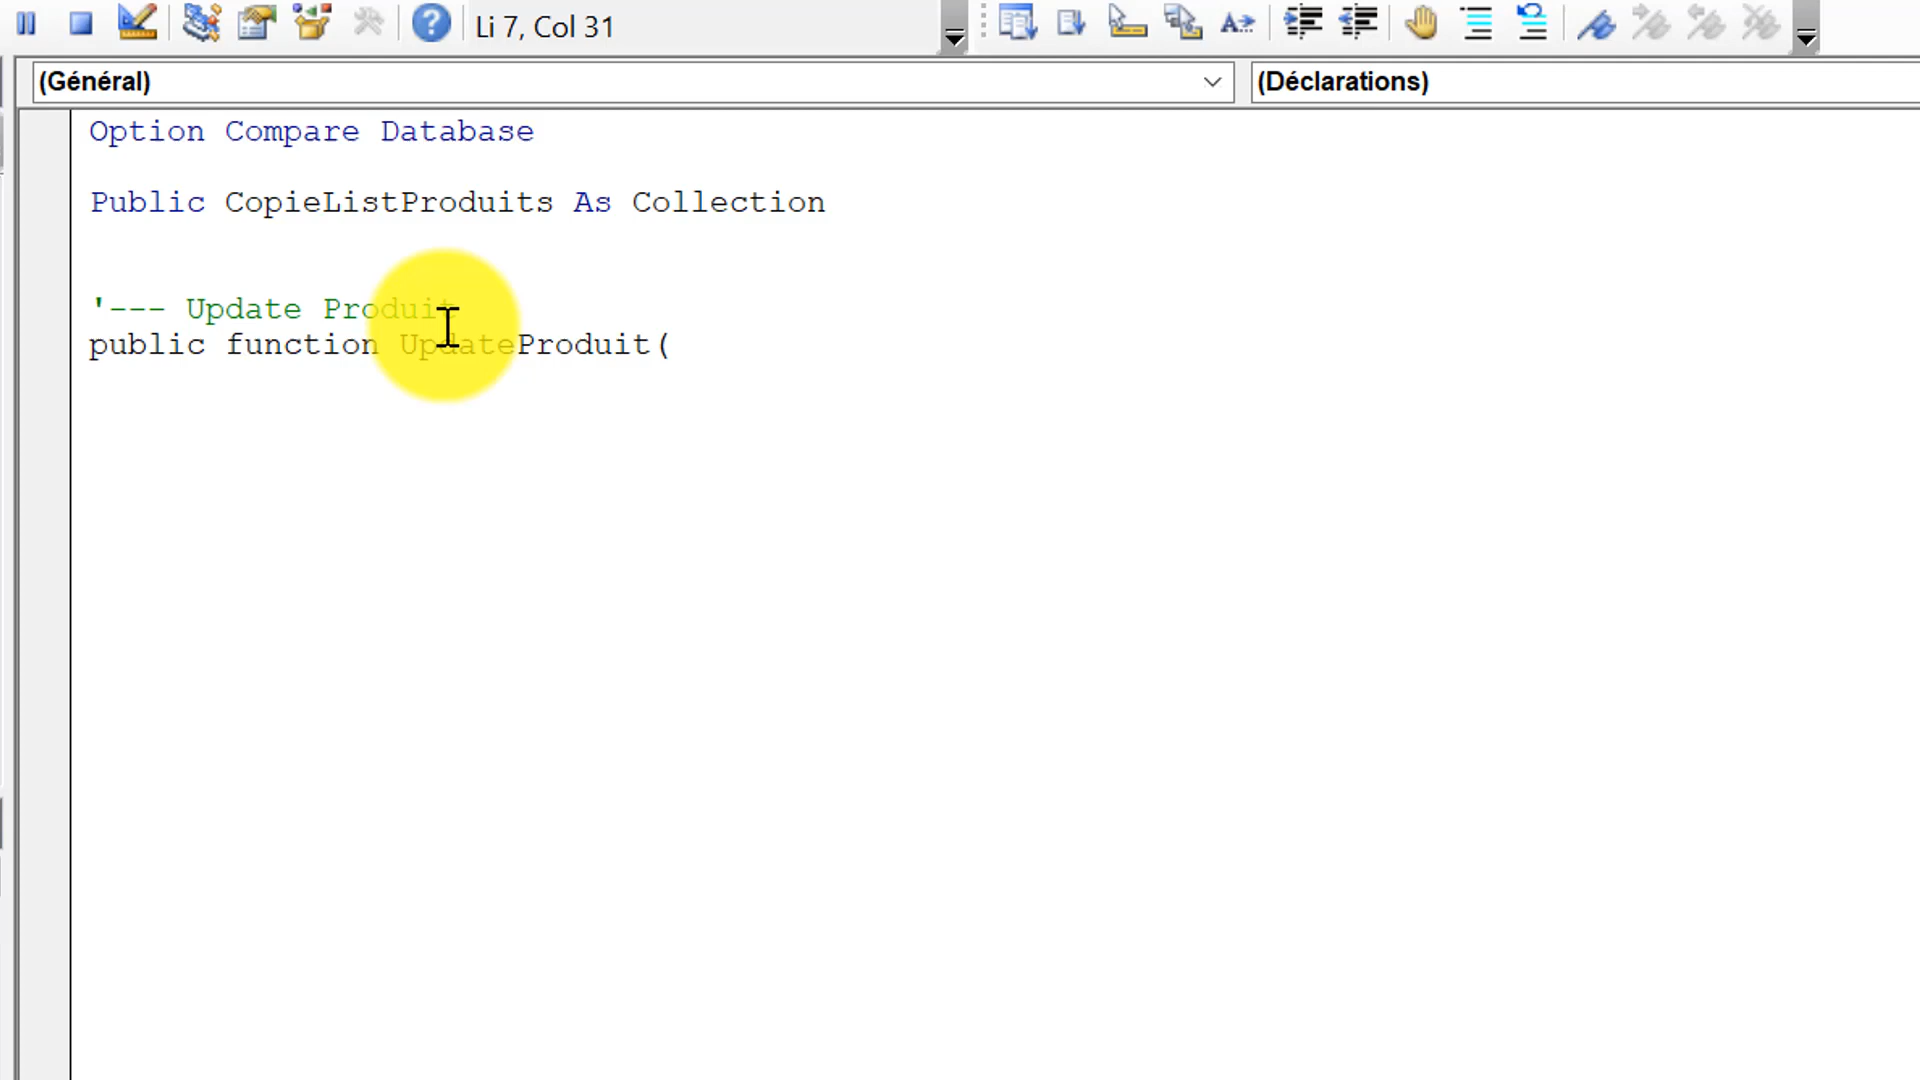 Li 7, Col 31
(Général)
(Déclarations)
Option Compare Database
Public CopieListProduits As Collection
'--- Update Produit
public function UpdateProduit(